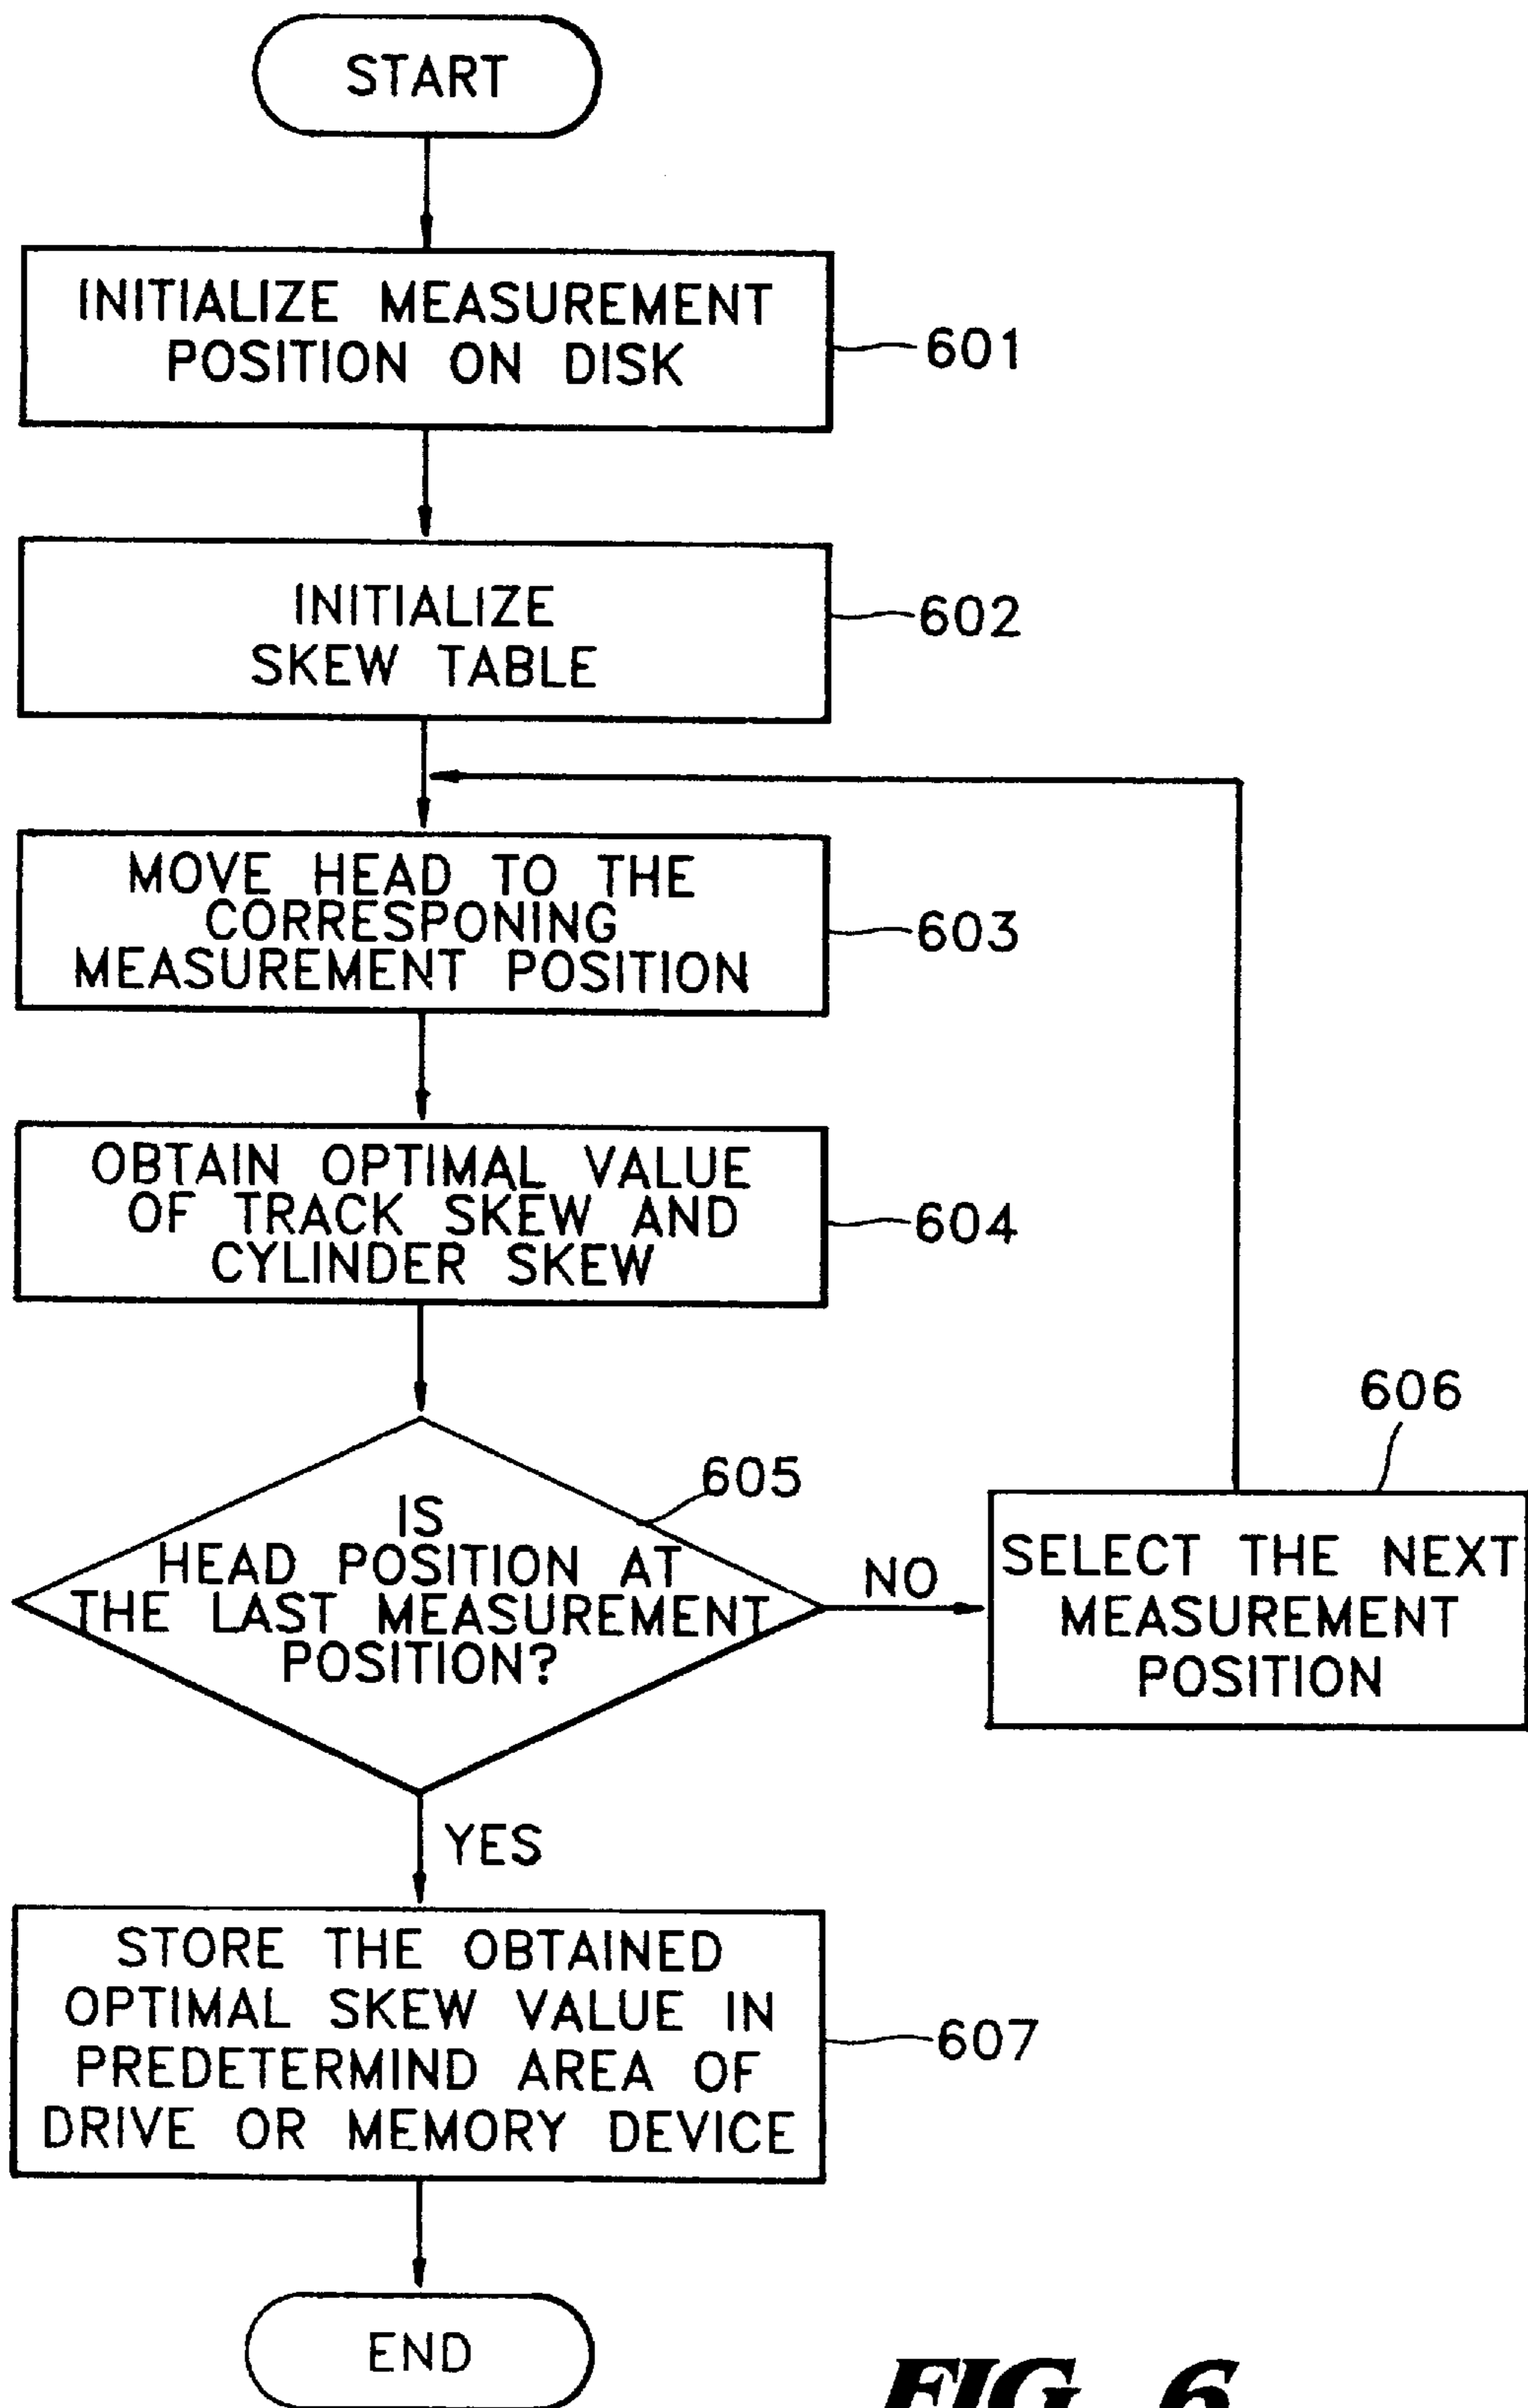 START
INITIALIZE MEASUREMENT
POSITION ON DISK
601
INITIALIZE
SKEW TABLE
602
MOVE HEAD TO THE
CORRESPONING
MEASUREMENT POSITION
603
OBTAIN OPTIMAL VALUE
OF TRACK SKEW AND
CYLINDER SKEW
604
605
IS
HEAD POSITION AT
THE LAST MEASUREMENT
POSITION?
NO
606
SELECT THE NEXT
MEASUREMENT
POSITION
YES
STORE THE OBTAINED
OPTIMAL SKEW VALUE IN
PREDETERMIND AREA OF
DRIVE OR MEMORY DEVICE
607
END
FIG. 6